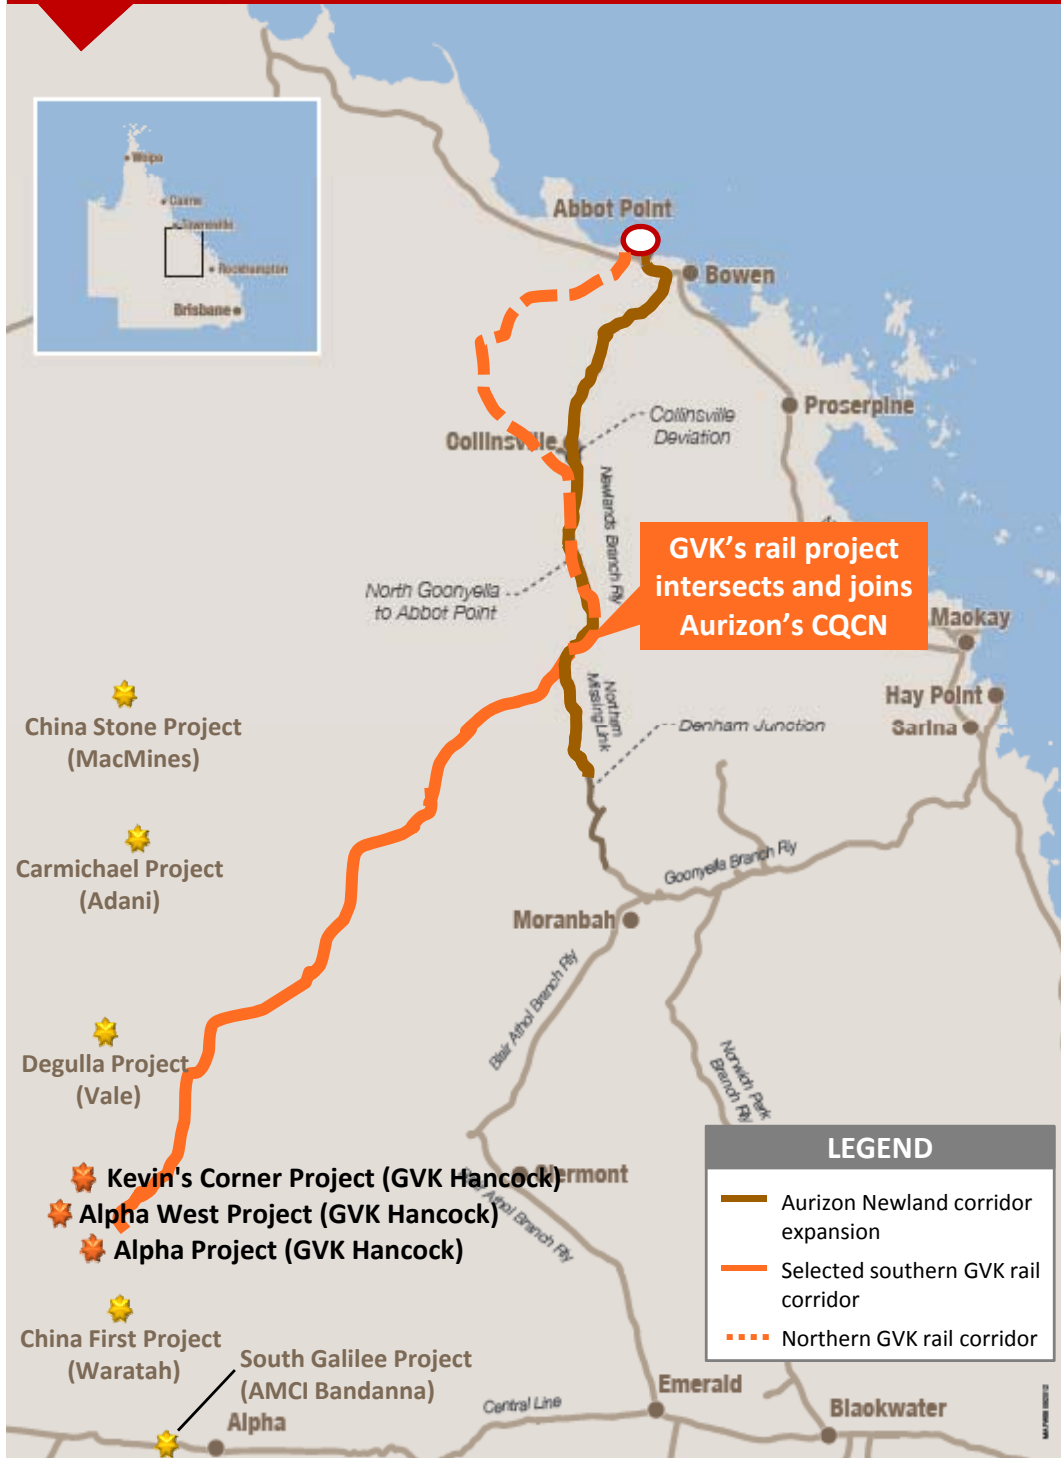 Weipa
Cairns
Townsville
Rockhampton
Brisbane
Abbot Point
Bowen
Proserpine
Collinsville
Collinsville
Deviation
Newlands Branch Rly
North Goonyella
to Abbot Point
GVK's rail project
intersects and joins
Aurizon's CQCN
Mackay
Hay Point
Sarina
Northern
Missing Link
Denham Junction
China Stone Project
(MacMines)
Carmichael Project
(Adani)
Goonyella Branch Rly
Moranbah
Blair Athol Branch Rly
Degulla Project
(Vale)
Norwich Park
Branch Rly
Kevin's Corner Project (GVK Hancock)
Clermont
Alpha West Project (GVK Hancock)
Blair Athol Branch Rly
Alpha Project (GVK Hancock)
China First Project
(Waratah)
South Galilee Project
(AMCI Bandanna)
Alpha
Central Line
Emerald
Blackwater
LEGEND
Aurizon Newland corridor
expansion
Selected southern GVK rail
corridor
Northern GVK rail corridor